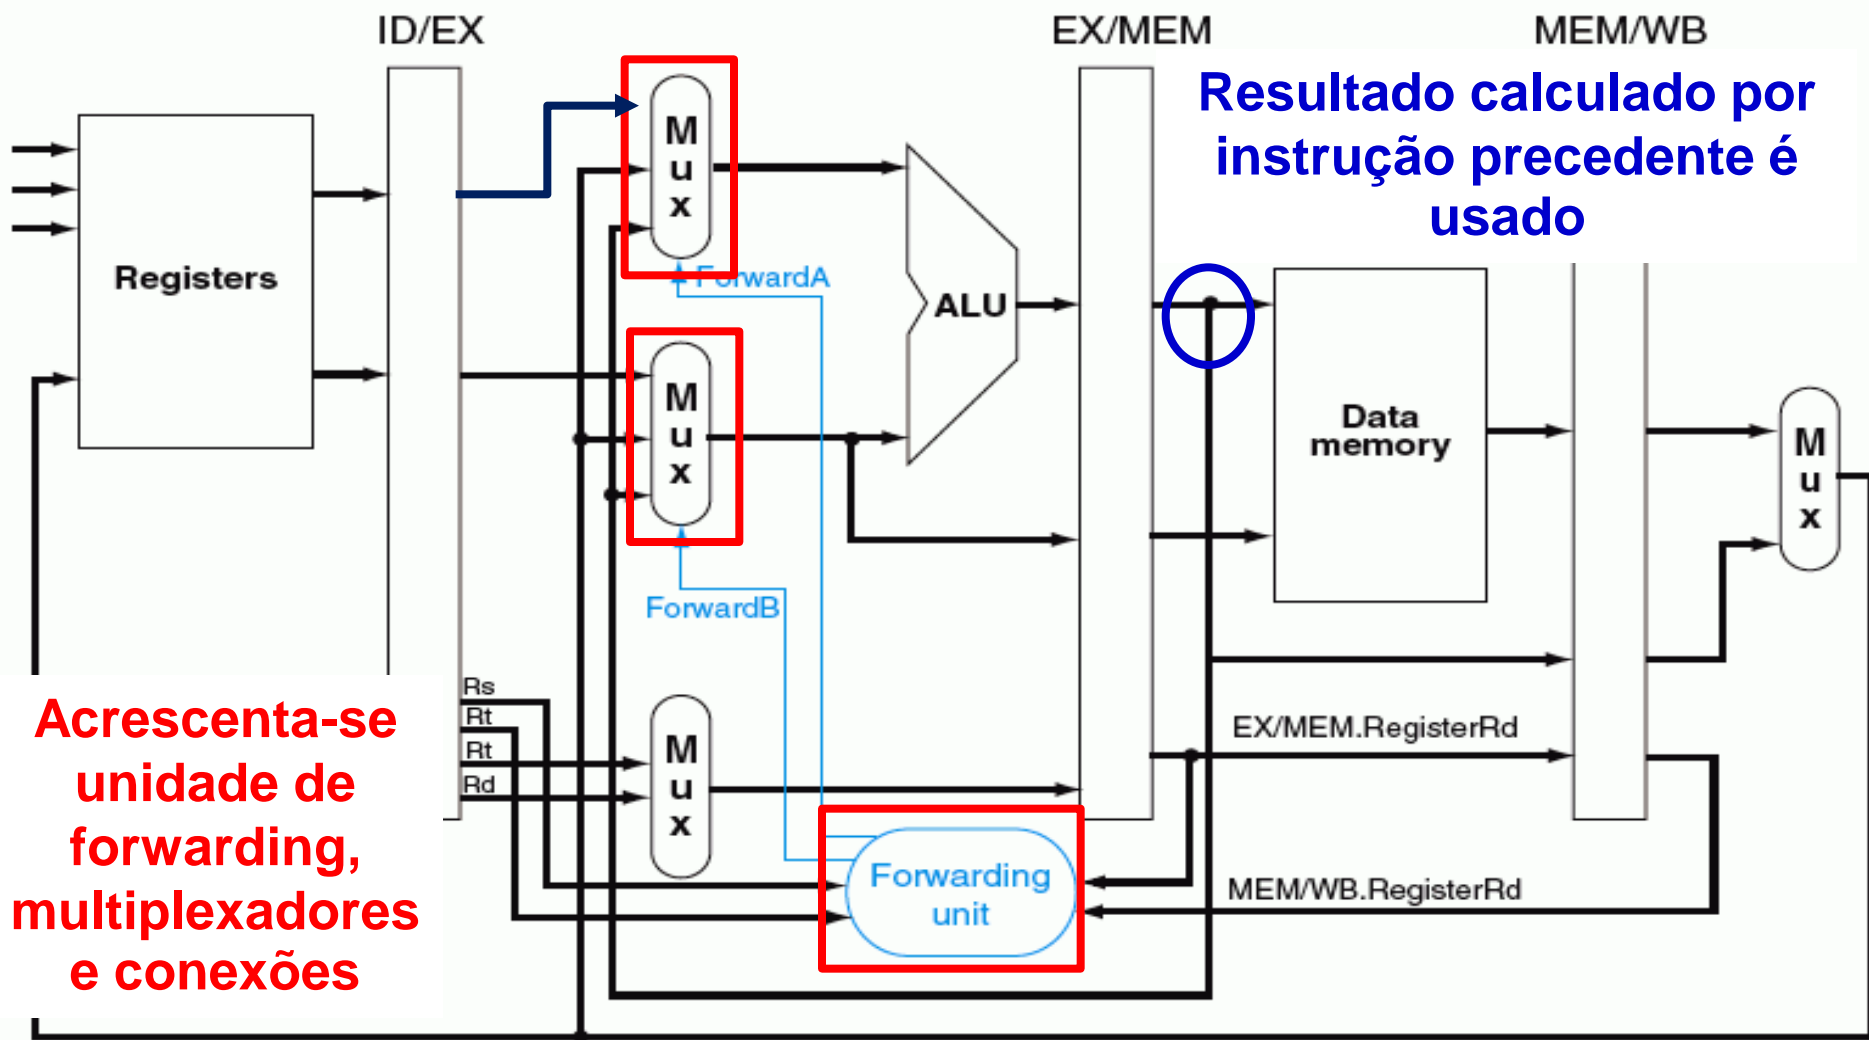 ID/EX
EX/MEM
MEM/WB
Resultado calculado por
instrução precedente é
usado
M
u
x
Registers
ForwardA
ALU
M
u
x
Data
memory
M
u
x
ForwardB
Acrescenta-se
unidade de
forwarding,
multiplexadores
e conexões
Rs
Rt
Rt
Rd
M
u
x
EX/MEM.RegisterRd
Forwarding
unit
MEM/WB.RegisterRd